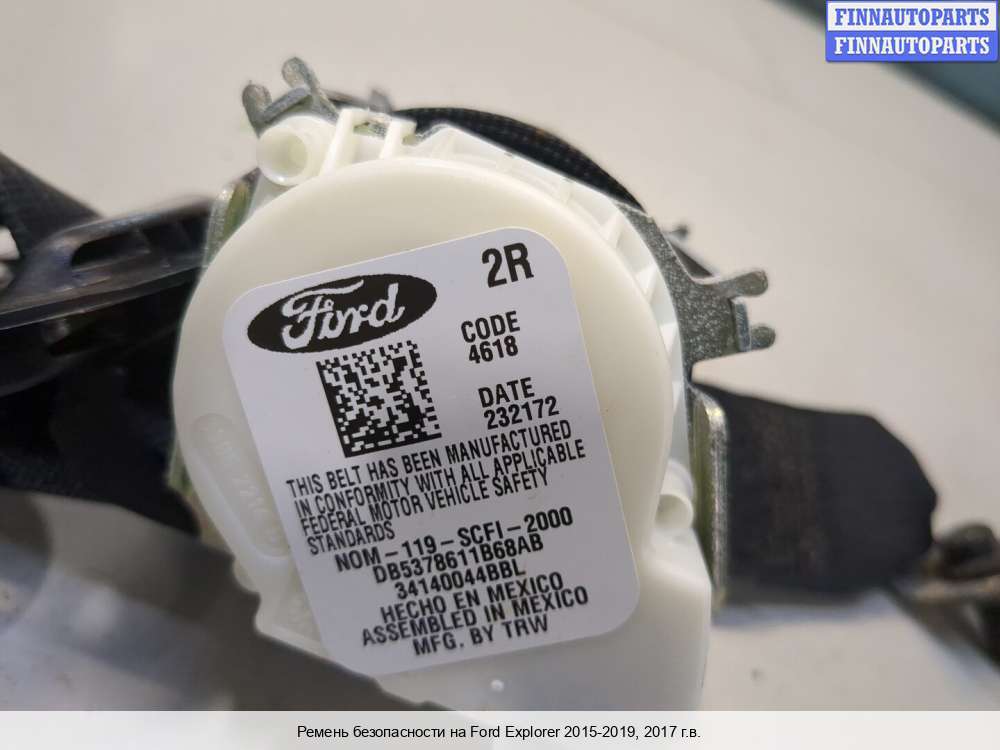 FINNAUTOPARTS
FINNAUTOPARTS
Ford
2R
CODE
4618
DATE
232172
THIS BELT HAS BEEN MANUFACTURED
IN CONFORMITY WITH ALL APPLICABLE
FEDERAL MOTOR VEHICLE SAFETY
STANDARDS
NOM-119-SCFI-2000
DB5378611B68AB
34140044BBL
HECHO EN MEXICO
ASSEMBLED IN MEXICO
MFG. BY TRW
Ремень безопасности на Ford Explorer 2015-2019, 2017 г.в.